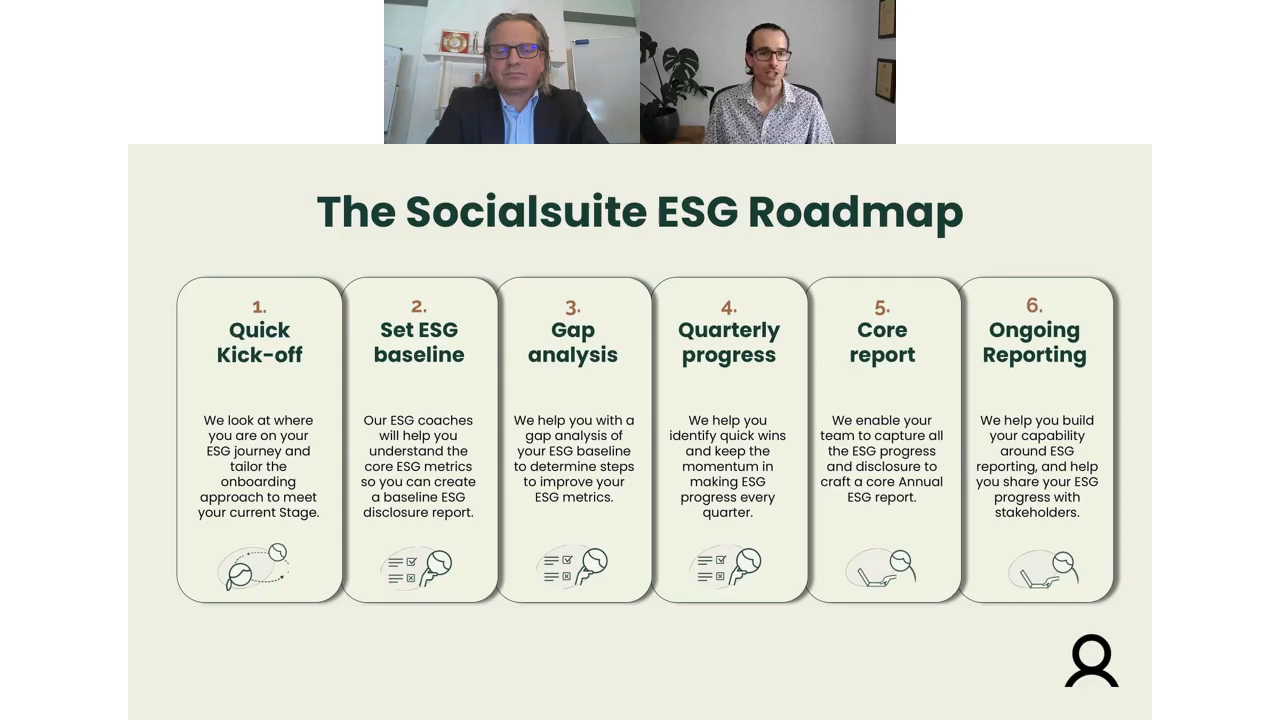 The Socialsuite ESG Roadmap
1.
Quick
Kick-off
We look at where
you are on your
ESG journey and
tailor the
onboarding
approach to meet
your current Stage.
2.
Set ESG
baseline
Our ESG coaches
will help you
understand the
core ESG metrics
so you can create
a baseline ESG
disclosure report.
3.
Gap
analysis
We help you with a
gap analysis of
your ESG baseline
to determine steps
to improve your
ESG metrics.
4.
Quarterly
progress
We help you
identify quick wins
and keep the
momentum in
making ESG
progress every
quarter.
5.
Core
report
We enable your
team to capture all
the ESG progress
and disclosure to
craft a core Annual
ESG report.
6.
Ongoing
Reporting
We help you build
your capability
around ESG
reporting, and help
you share your ESG
progress with
stakeholders.